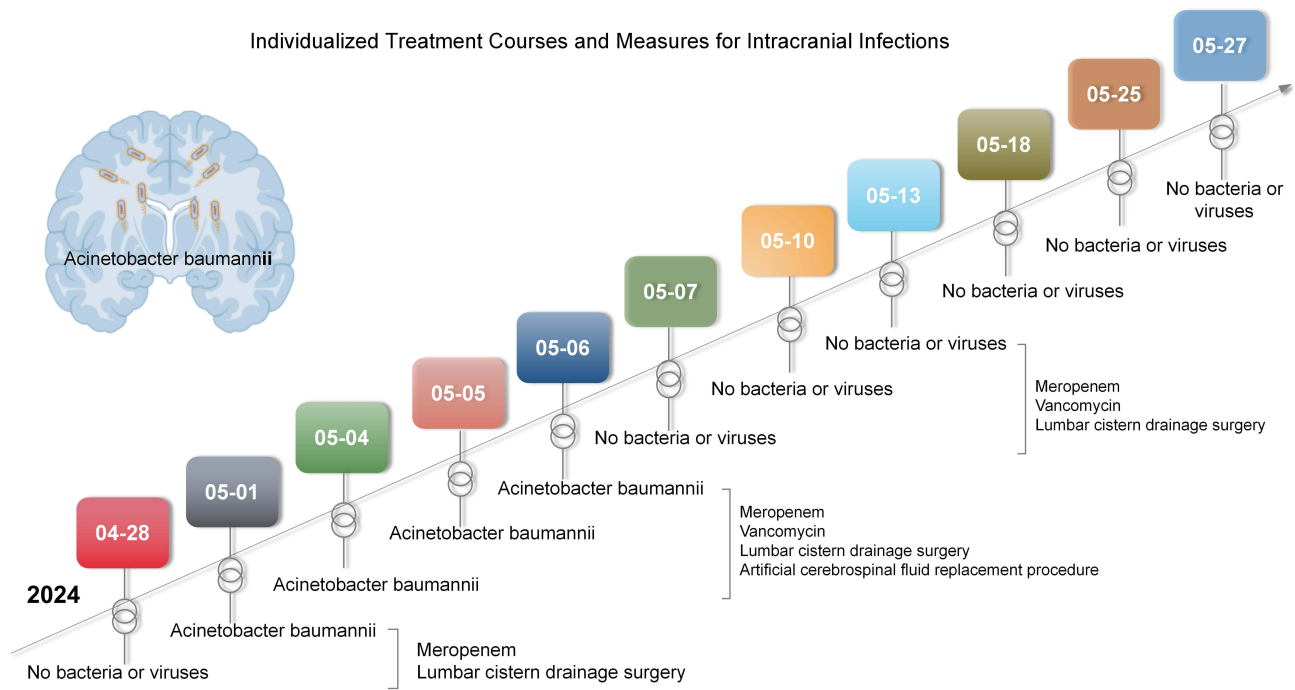 Individualized Treatment Courses and Measures for Intracranial Infections
Acinetobacter baumannii
2024
04-28
No bacteria or viruses
05-01
Acinetobacter baumannii
Meropenem
Lumbar cistern drainage surgery
05-04
Acinetobacter baumannii
05-05
Acinetobacter baumannii
05-06
Acinetobacter baumannii
Meropenem
Vancomycin
Lumbar cistern drainage surgery
Artificial cerebrospinal fluid replacement procedure
05-07
No bacteria or viruses
05-10
No bacteria or viruses
05-13
No bacteria or viruses
Meropenem
Vancomycin
Lumbar cistern drainage surgery
05-18
No bacteria or viruses
05-25
No bacteria or viruses
05-27
No bacteria or
viruses